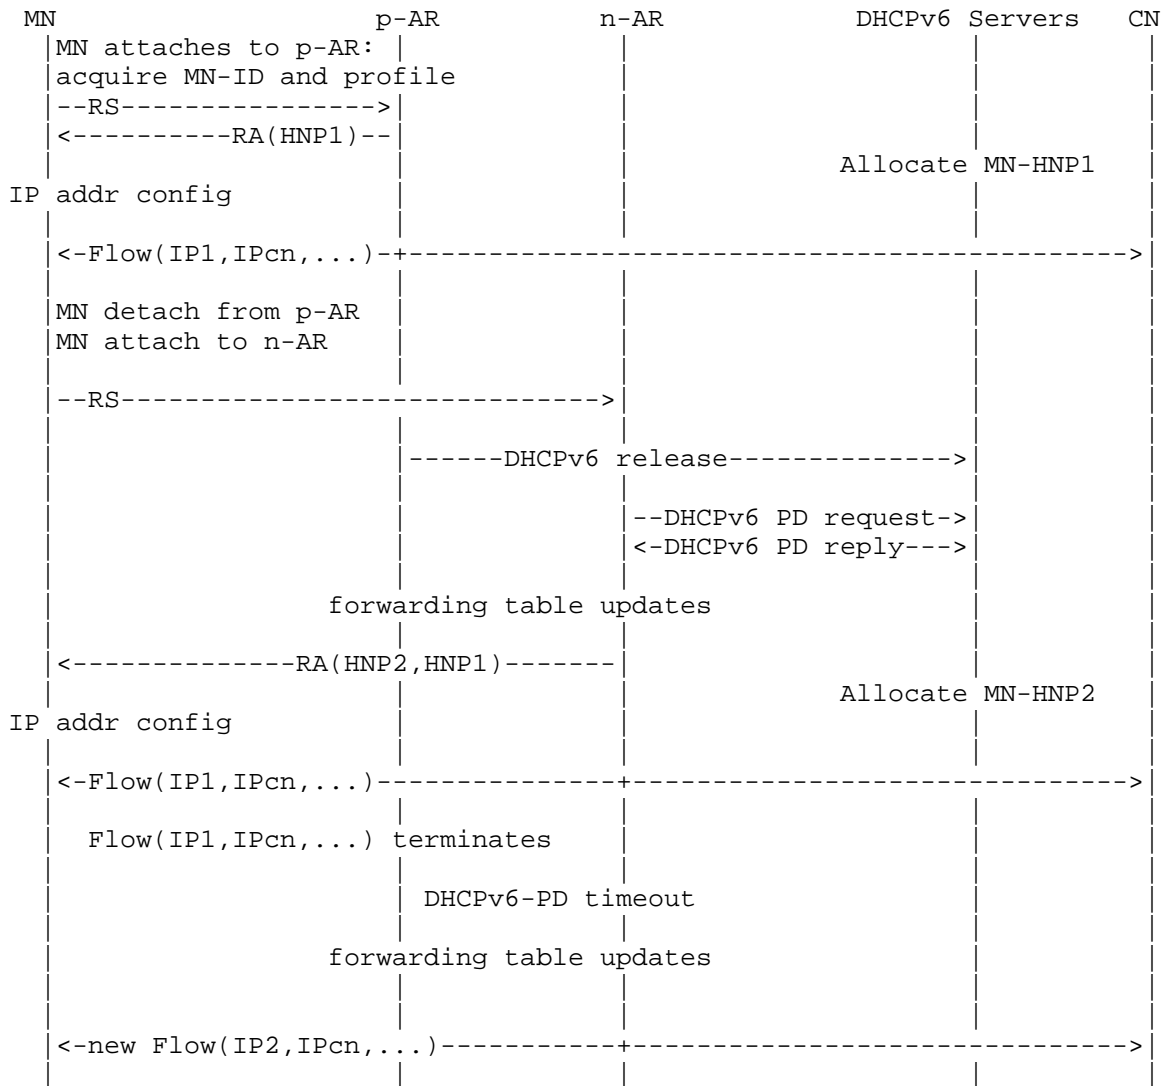 MN p-AR n-AR DHCPv6 Servers CN
MN attaches to p-AR:
acquire MN-ID and profile
--RS---------------->
<----------RA(HNP1)--
Allocate MN-HNP1
IP addr config
<-Flow(IP1,IPcn,...)-+---------------------------------------------->
MN detach from p-AR
MN attach to n-AR
--RS------------------------------>
------DHCPv6 release-------------->
--DHCPv6 PD request->
<-DHCPv6 PD reply--->
forwarding table updates
<--------------RA(HNP2,HNP1)-------
Allocate MN-HNP2
IP addr config
<-Flow(IP1,IPcn,...)---------------+------------------------------->
Flow(IP1,IPcn,...) terminates
DHCPv6-PD timeout
forwarding table updates
<-new Flow(IP2,IPcn,...)-----------+------------------------------->